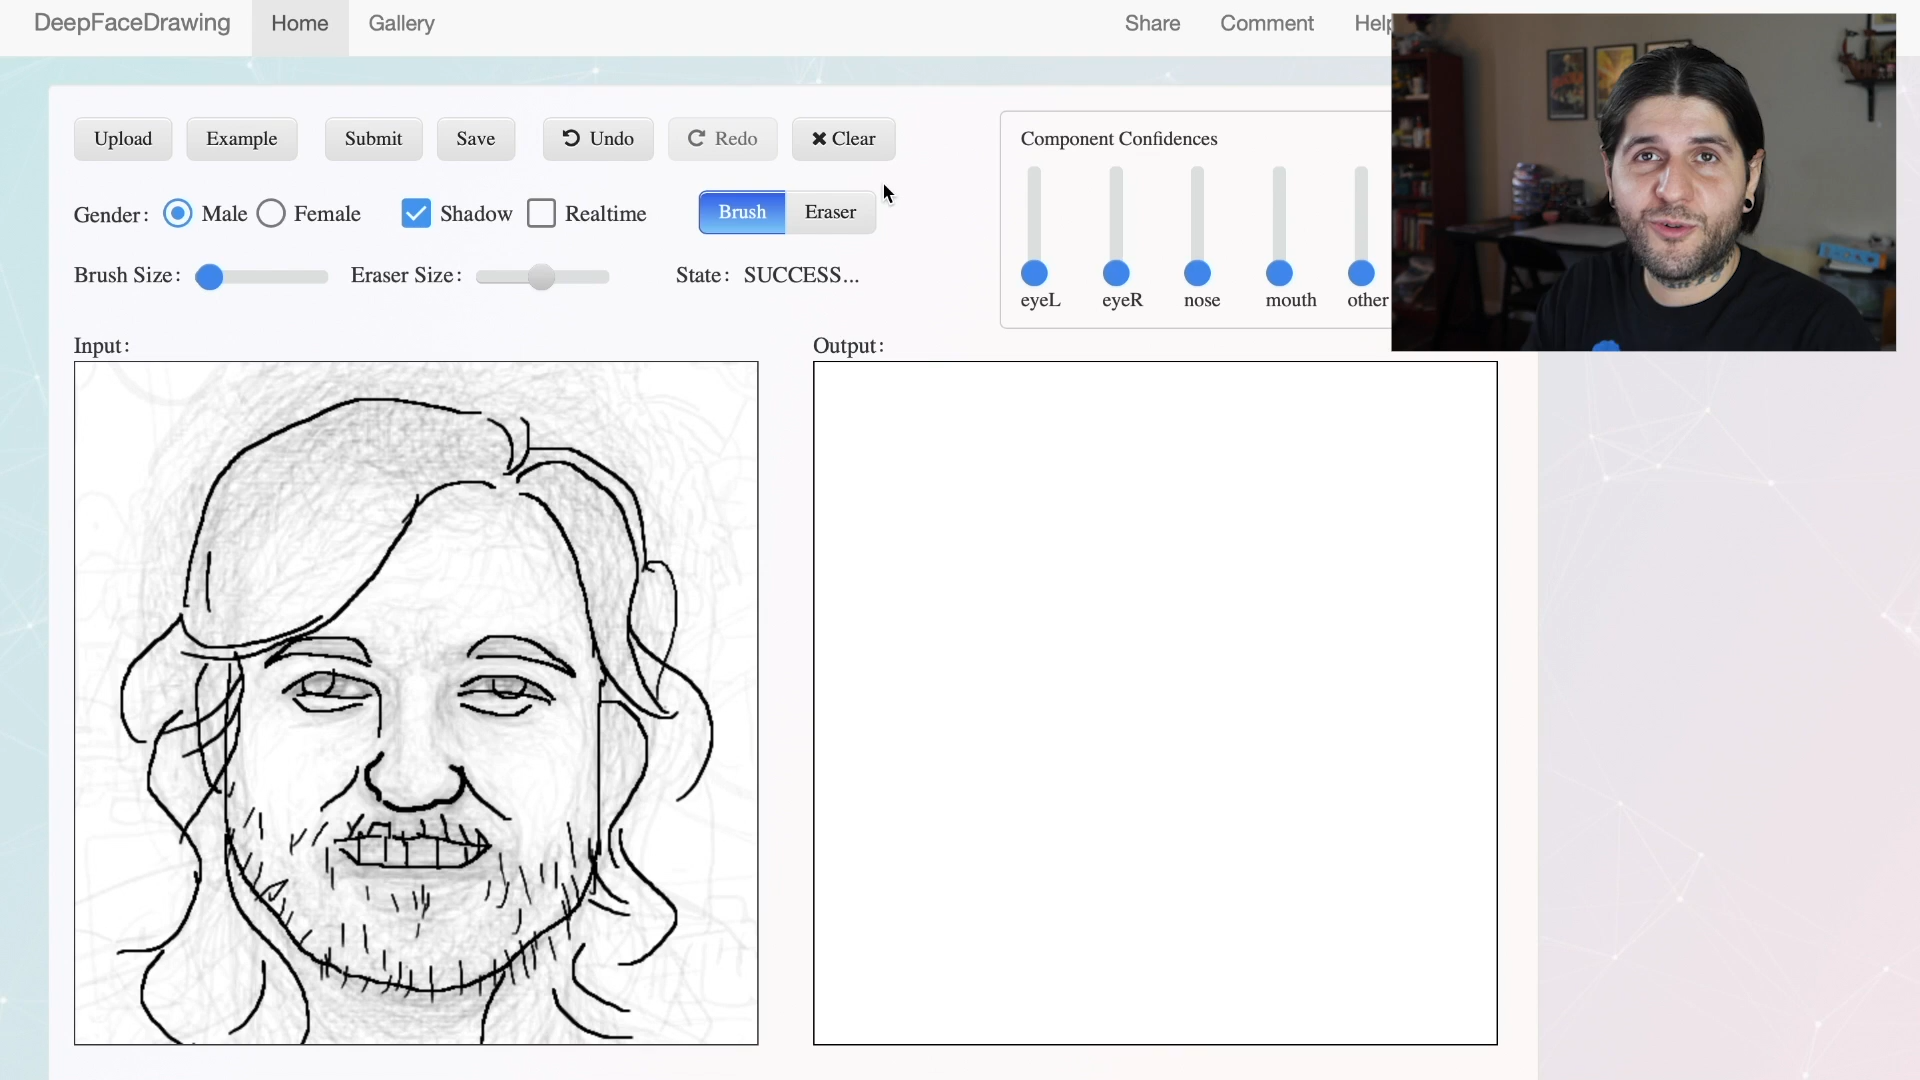 DeepFaceDrawing Home Gallery Share Comment Help
Upload Example Submit Save Undo Redo Clear
Component Confidences
Gender: Male Female Shadow Realtime Brush Eraser
Brush Size: Eraser Size: State: SUCCESS...
eyeL eyeR nose mouth other
Input: Output: